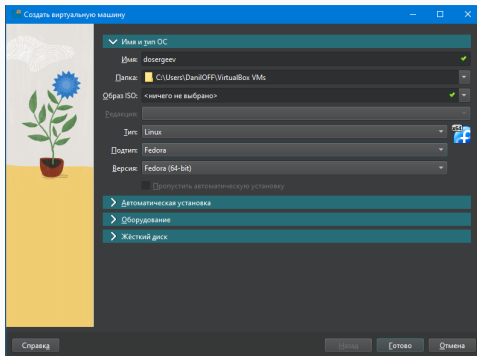 Создать виртуальную машину
Имя и тип ОС
Имя: dosergeev
Папка: C:\Users\DanilOFF\VirtualBox VMs
Образ ISO: <ничего не выбрано>
Редакция:
Тип: Linux
64
Подтип: Fedora
Версия: Fedora (64-bit)
Пропустить автоматическую установку
Автоматическая установка
Оборудование
Жёсткий диск
Справка Назад Готово Отмена